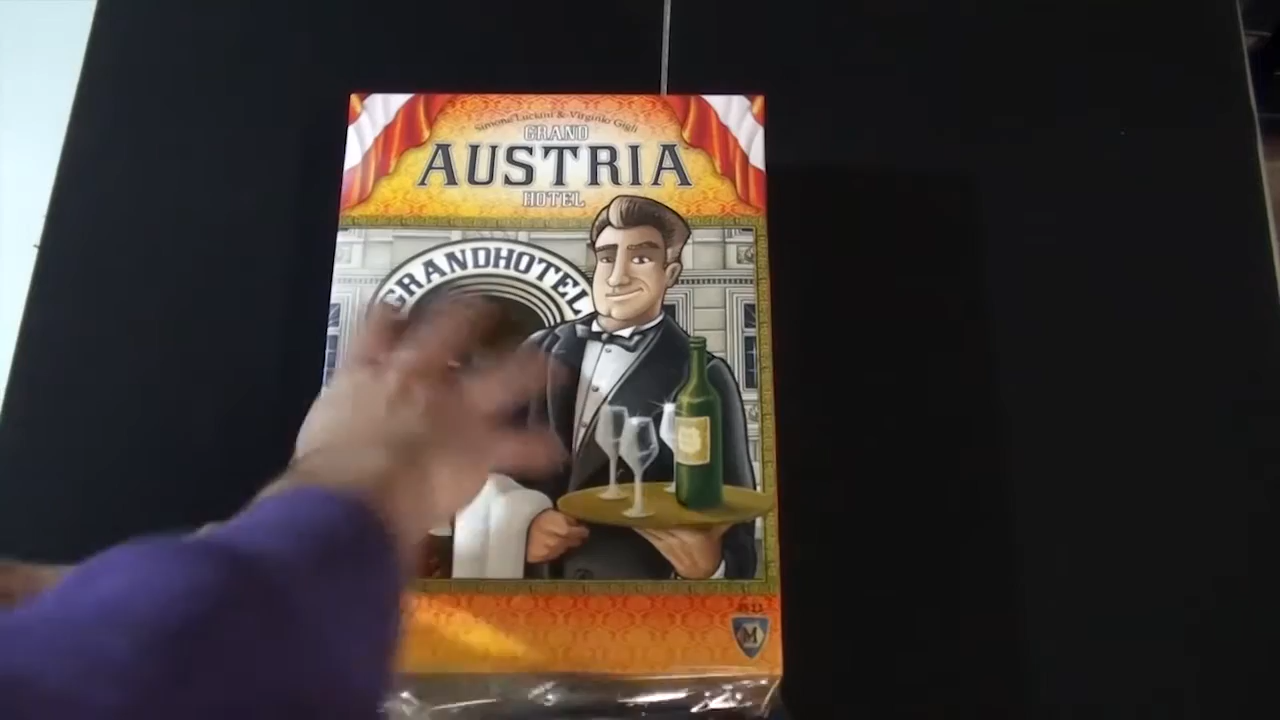 Simone Luciani & Virginio Gigli
GRAND
AUSTRIA
HOTEL
GRANDHOTEL
M